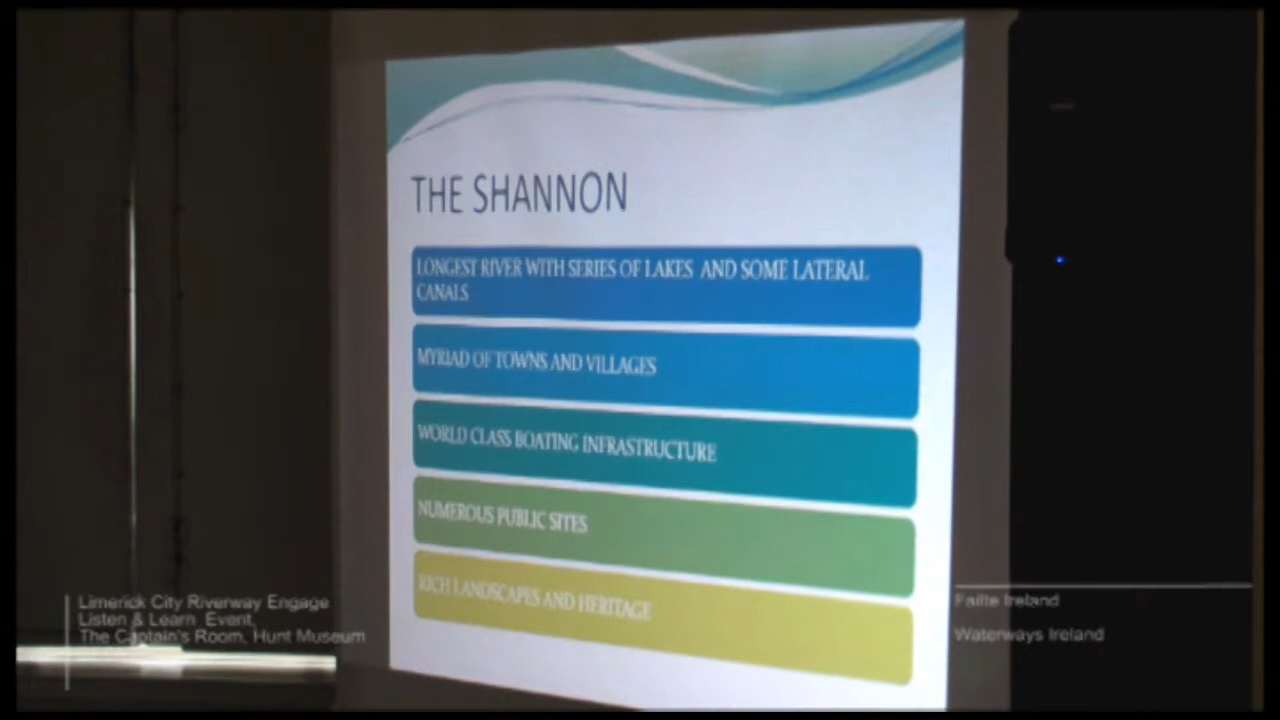 THE SHANNON
LONGEST RIVER WITH SERIES OF LAKES AND SOME LATERAL
CANALS
MYRIAD OF TOWNS AND VILLAGES
WORLD CLASS BOATING INFRASTRUCTURE
NUMEROUS PUBLIC SITES
RICH LANDSCAPES AND HERITAGE
Limerick City Riverway Engage
Listen & Learn Event,
The Captain's Room, Hunt Museum
Failte Ireland
Waterways Ireland